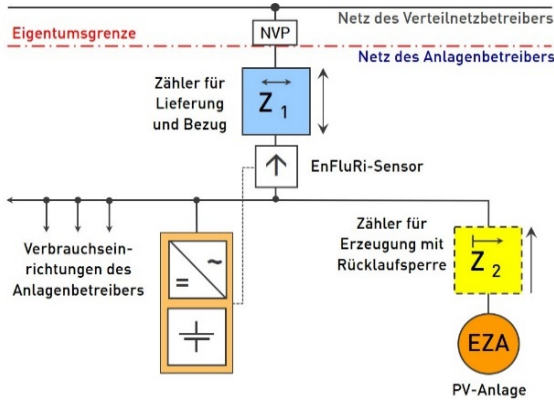 Netz des Verteilnetzbetreibers
Eigentumsgrenze
NVP
Netz des Anlagenbetreibers
Zähler für
Lieferung
und Bezug
Z 1
EnFluRi-Sensor
Verbrauchsein-
richtungen des
Anlagenbetreibers
= ~
Zähler für
Erzeugung mit
Rücklaufsperre
Z 2
EZA
PV-Anlage